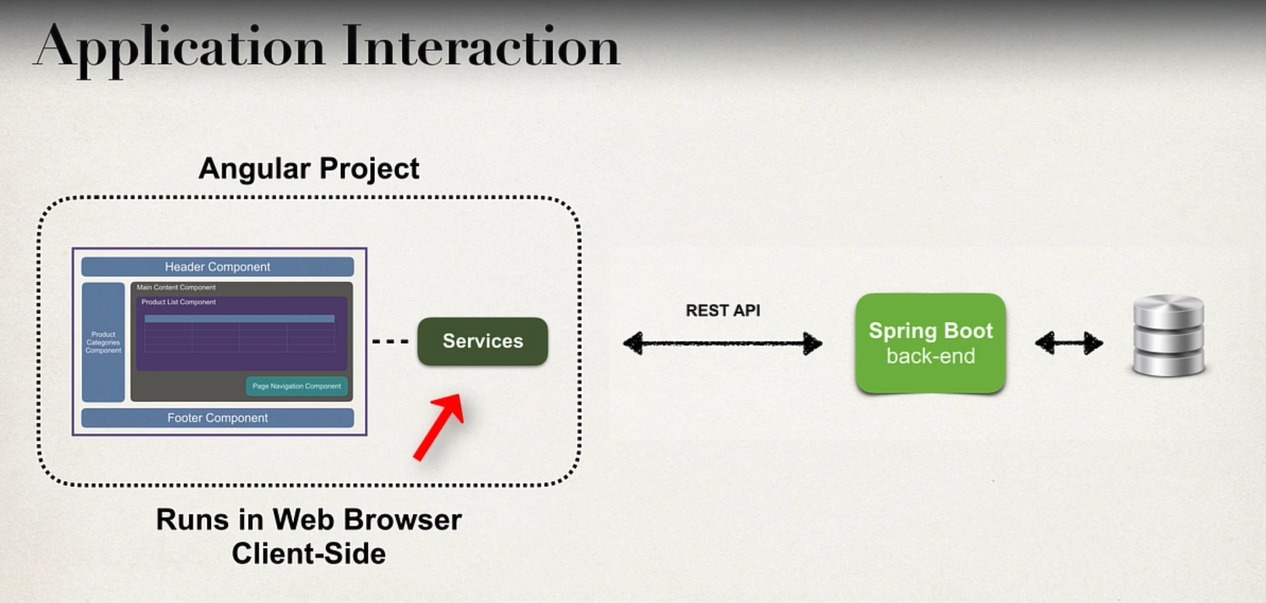 Application Interaction
Angular Project
Header Component
Main Content Component
Product List Component
Product
Categories
Component
Page Navigation Component
Footer Component
Services
REST API
Spring Boot
back-end
Runs in Web Browser
Client-Side